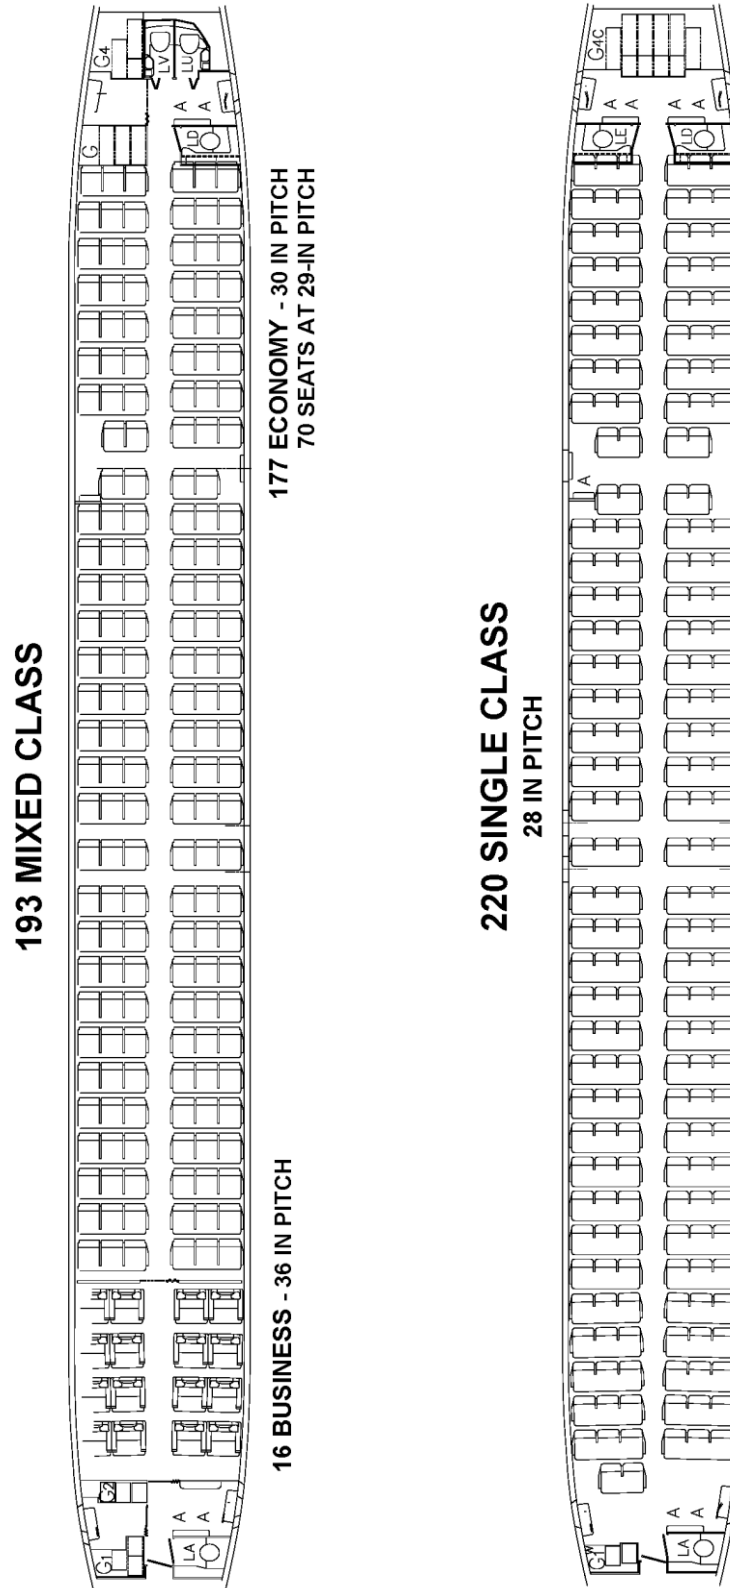 193 MIXED CLASS
G4
LV
LU
A
A
G
LD
177 ECONOMY - 30 IN PITCH
70 SEATS AT 29-IN PITCH
16 BUSINESS - 36 IN PITCH
G2
A
A
G1
LA
220 SINGLE CLASS
28 IN PITCH
G4C
A
A
A
A
LE
LD
A
A
A
G1
W
LA